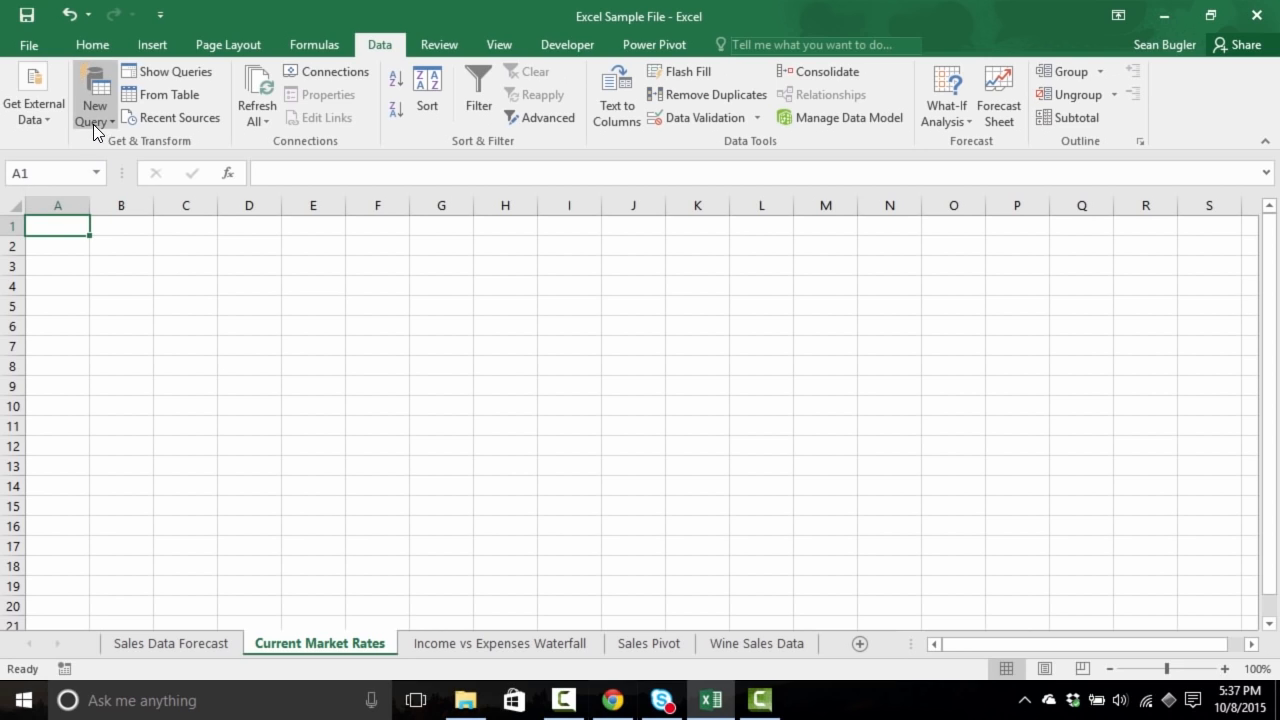 Excel Sample File - Excel
File Home Insert Page Layout Formulas Data Review View Developer Power Pivot Tell me what you want to do... Sean Bugler Share
Get External Data
New Query
Show Queries
From Table
Recent Sources
Get & Transform
Refresh All
Connections
Properties
Edit Links
Connections
A Z
Z A
Z A A Z
Sort
Filter
Clear
Reapply
Advanced
Sort & Filter
Text to Columns
Flash Fill
Remove Duplicates
Data Validation
Consolidate
Relationships
Manage Data Model
Data Tools
What-If Analysis
Forecast Sheet
Forecast
Group
Ungroup
Subtotal
Outline
A1 fx
A B C D E F G H I J K L M N O P Q R S
1
2
3
4
5
6
7
8
9
10
11
12
13
14
15
16
17
18
19
20
21
Sales Data Forecast Current Market Rates Income vs Expenses Waterfall Sales Pivot Wine Sales Data
Ready 100%
Ask me anything 5:37 PM
10/8/2015